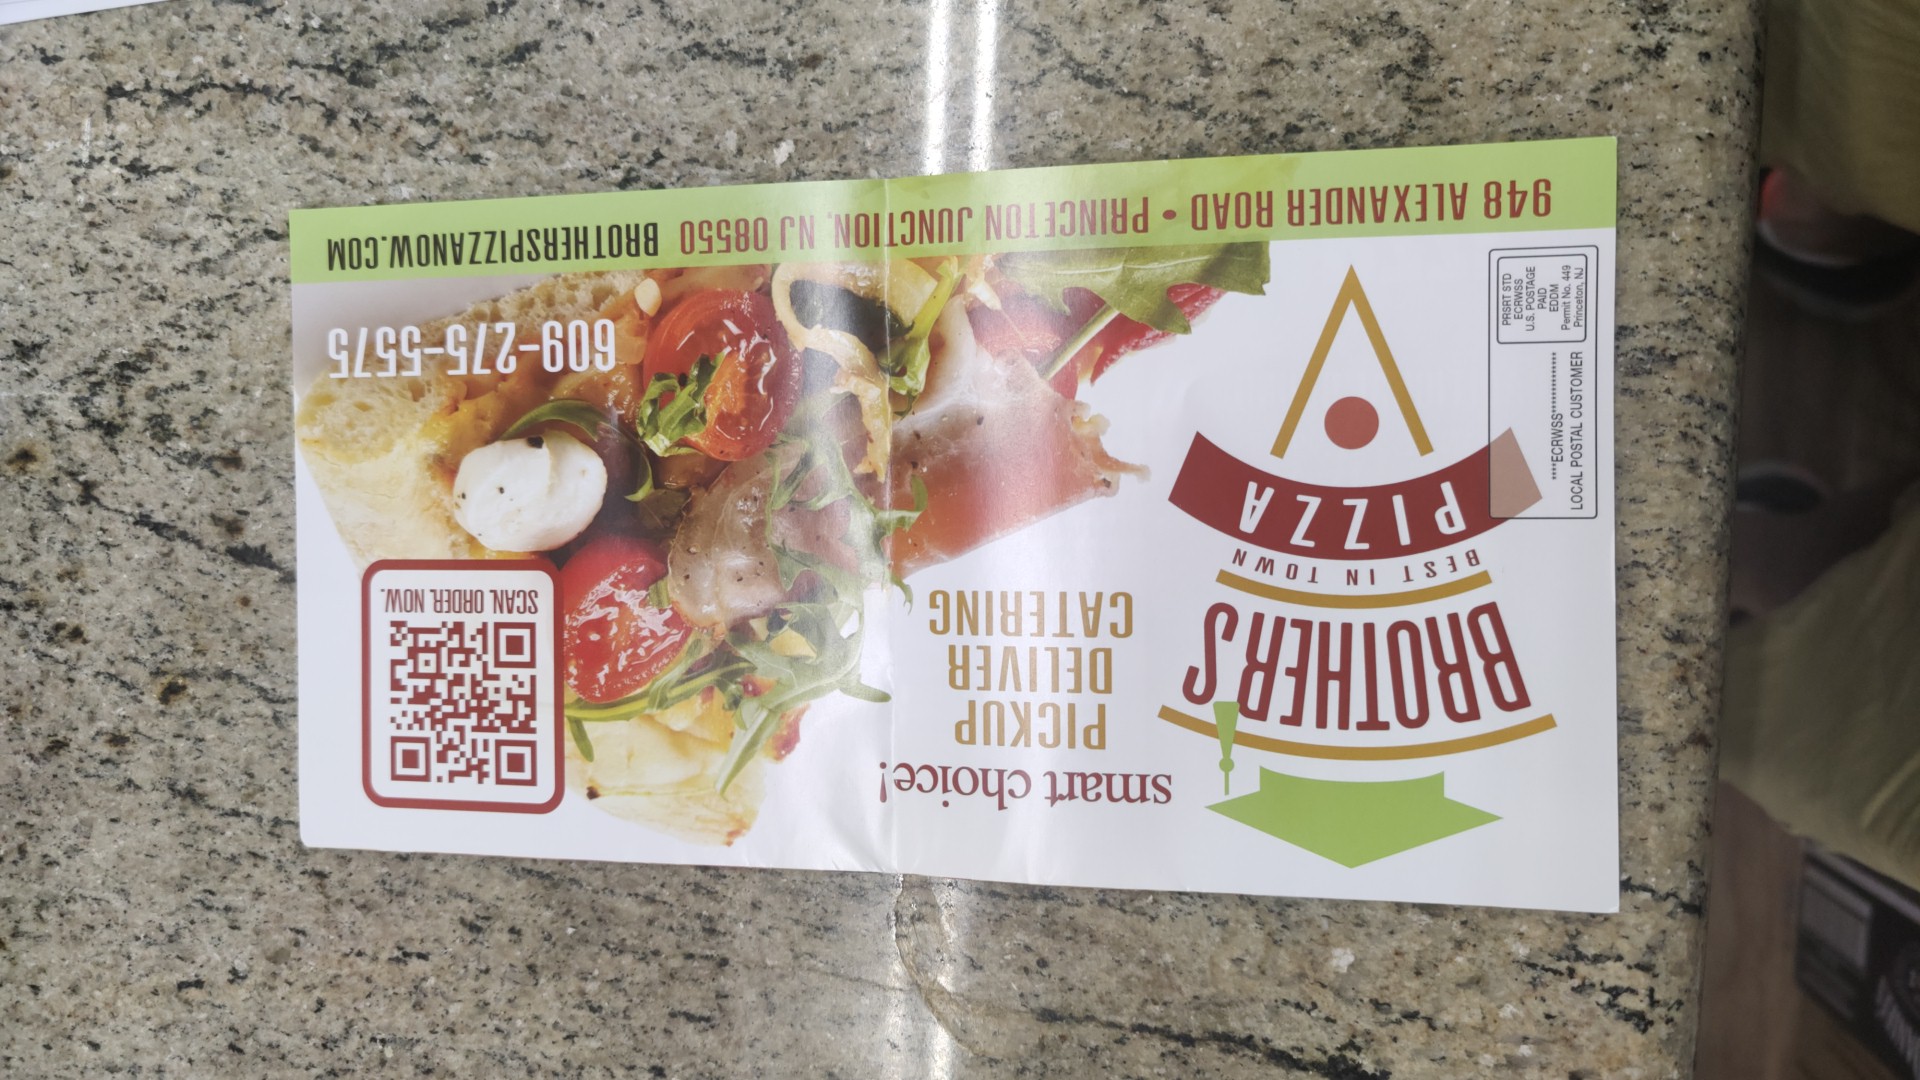 smart choice!
BROTHERS
BEST IN TOWN
PIZZA
PICKUP
DELIVER
CATERING
SCAN. ORDER. NOW.
609-275-5575
948 ALEXANDER ROAD • PRINCETON JUNCTION, NJ 08550 BROTHERSPIZZANOW.COM
PRSRT STD
ECRWSS
U.S. POSTAGE
PAID
EDDM
Permit No. 449
Princeton, NJ
****ECRWSS****************
LOCAL POSTAL CUSTOMER